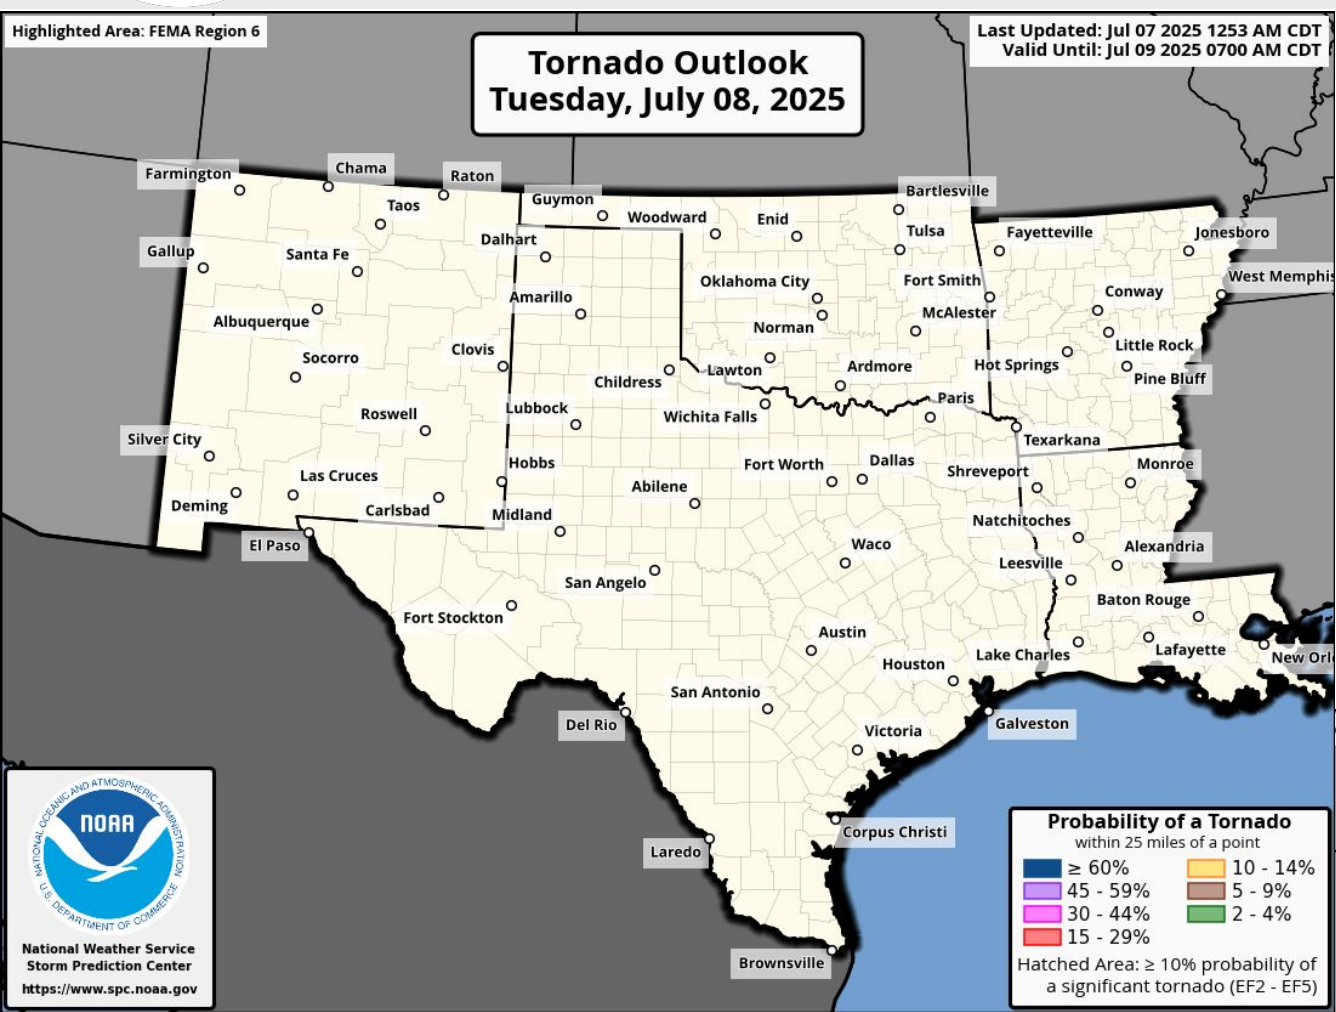 Highlighted Area: FEMA Region 6
Last Updated: Jul 07 2025 1253 AM CDT
Valid Until: Jul 09 2025 0700 AM CDT
Tornado Outlook
Tuesday, July 08, 2025
Farmington
Chama
Raton
Taos
Guymon
Woodward
Enid
Bartlesville
Tulsa
Fayetteville
Jonesboro
Gallup
Santa Fe
Dalhart
Oklahoma City
Fort Smith
West Memphis
Amarillo
Conway
Albuquerque
Norman
McAlester
Little Rock
Socorro
Clovis
Childress
Lawton
Ardmore
Hot Springs
Pine Bluff
Roswell
Lubbock
Wichita Falls
Paris
Silver City
Texarkana
Hobbs
Las Cruces
Abilene
Fort Worth
Dallas
Shreveport
Monroe
Deming
Carlsbad
Midland
Natchitoches
El Paso
Waco
Alexandria
San Angelo
Leesville
Baton Rouge
Fort Stockton
Austin
Houston
Lake Charles
Lafayette
New Orl
San Antonio
Del Rio
Victoria
Galveston
Corpus Christi
Laredo
Brownsville
NATIONAL OCEANIC AND ATMOSPHERIC ADMINISTRATION
NOAA
U.S. DEPARTMENT OF COMMERCE
National Weather Service
Storm Prediction Center
https://www.spc.noaa.gov
Probability of a Tornado
within 25 miles of a point
≥ 60%
10 - 14%
45 - 59%
5 - 9%
30 - 44%
2 - 4%
15 - 29%
Hatched Area: ≥ 10% probability of
a significant tornado (EF2 - EF5)